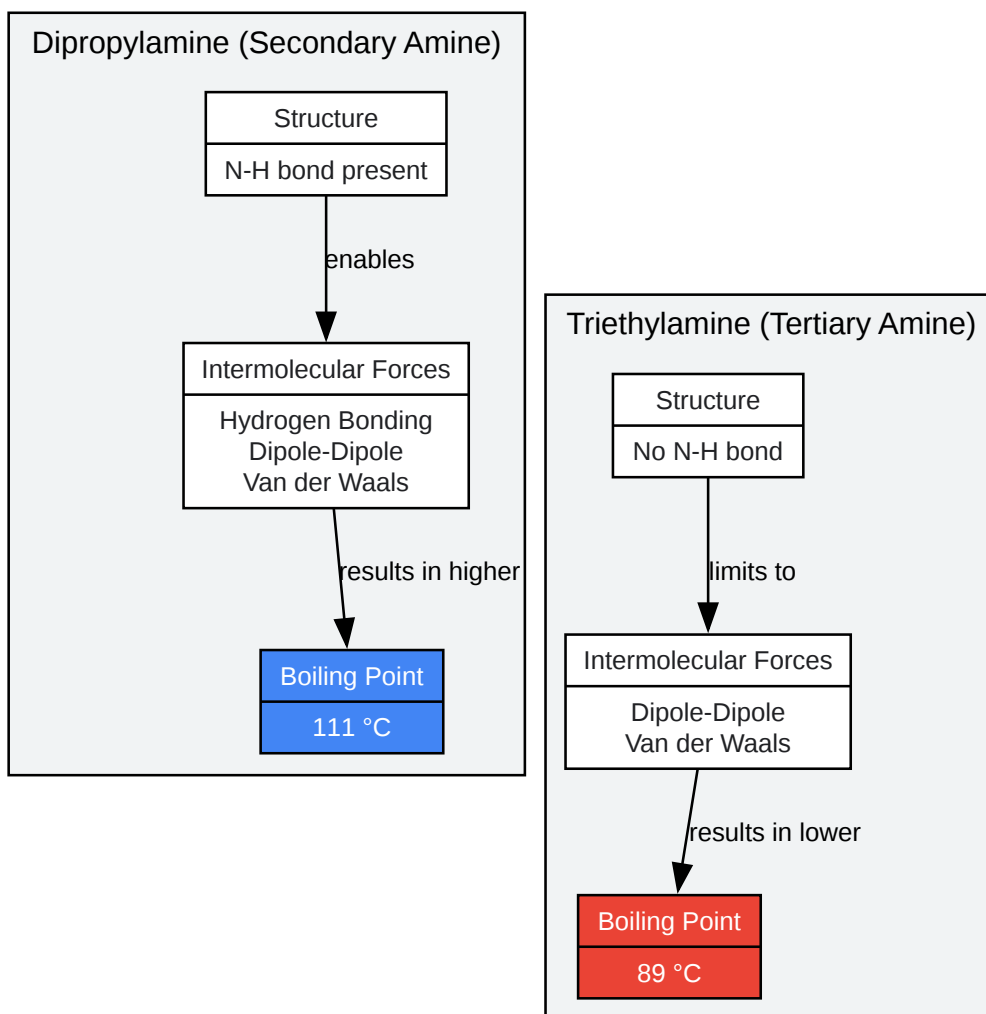 Dipropylamine (Secondary Amine)
Structure
N-H bond present
enables
Intermolecular Forces
Hydrogen Bonding
Dipole-Dipole
Van der Waals
results in higher
Boiling Point
111 °C
Triethylamine (Tertiary Amine)
Structure
No N-H bond
limits to
Intermolecular Forces
Dipole-Dipole
Van der Waals
results in lower
Boiling Point
89 °C